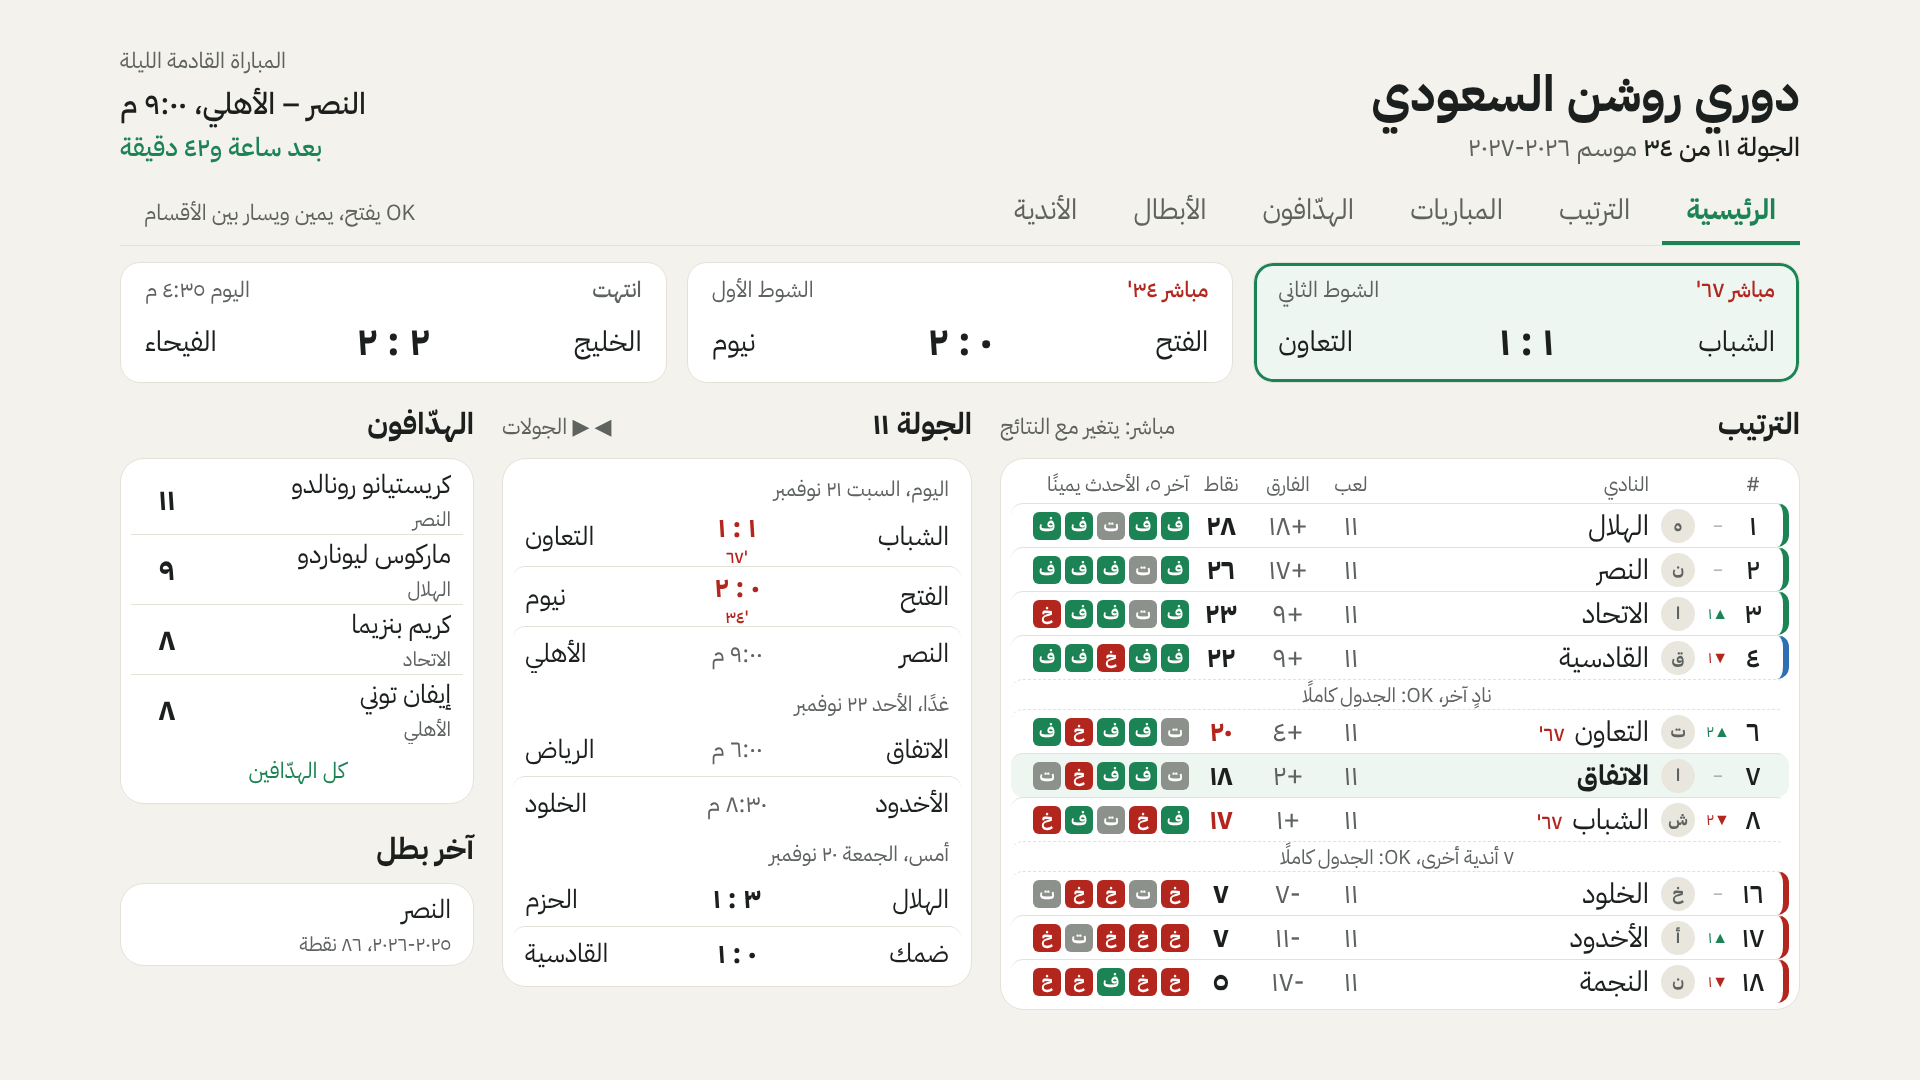 دوري روشن السعودي
الجولة ١١ من ٣٤ موسم ٢٠٢٦-٢٠٢٧
المباراة القادمة الليلة
النصر – الأهلي، ٩:٠٠ م
بعد ساعة و٤٢ دقيقة
الرئيسية الترتيب المباريات الهدّافون الأبطال الأندية
OK يفتح، يمين ويسار بين الأقسام
مباشر ٦٧' الشوط الثاني
الشباب ١ : ١ التعاون
مباشر ٣٤' الشوط الأول
الفتح ٠ : ٢ نيوم
انتهت اليوم ٤:٣٥ م
الخليج ٢ : ٢ الفيحاء
الترتيب مباشر: يتغير مع النتائج
# النادي لعب الفارق نقاط آخر ٥، الأحدث يمينًا
١ – ه الهلال ١١ +١٨ ٢٨ ف ف ت ف ف
٢ – ن النصر ١١ +١٧ ٢٦ ف ت ف ف ف
٣ ▲١ ا الاتحاد ١١ +٩ ٢٣ ف ت ف ف خ
٤ ▼١ ق القادسية ١١ +٩ ٢٢ ف ف خ ف ف
نادٍ آخر، OK: الجدول كاملًا
٦ ▲٢ ت التعاون ٦٧' ١١ +٤ ٢٠ ت ف ف خ ف
٧ – ا الاتفاق ١١ +٢ ١٨ ت ف ف خ ت
٨ ▼٢ ش الشباب ٦٧' ١١ +١ ١٧ ف خ ت ف خ
٧ أندية أخرى، OK: الجدول كاملًا
١٦ – خ الخلود ١١ -٧ ٧ خ ت خ خ ت
١٧ ▲١ أ الأخدود ١١ -١١ ٧ خ خ خ ت خ
١٨ ▼١ ن النجمة ١١ -١٧ ٥ خ خ ف خ خ
الجولة ١١ ◀ ▶ الجولات
اليوم، السبت ٢١ نوفمبر
الشباب ١ : ١ التعاون
٦٧'
الفتح ٠ : ٢ نيوم
٣٤'
النصر ٩:٠٠ م الأهلي
غدًا، الأحد ٢٢ نوفمبر
الاتفاق ٦:٠٠ م الرياض
الأخدود ٨:٣٠ م الخلود
أمس، الجمعة ٢٠ نوفمبر
الهلال ٣ : ١ الحزم
ضمك ٠ : ١ القادسية
الهدّافون
كريستيانو رونالدو ١١
النصر
ماركوس ليوناردو ٩
الهلال
كريم بنزيما ٨
الاتحاد
إيفان توني ٨
الأهلي
كل الهدّافين
آخر بطل
النصر
٢٠٢٥-٢٠٢٦، ٨٦ نقطة